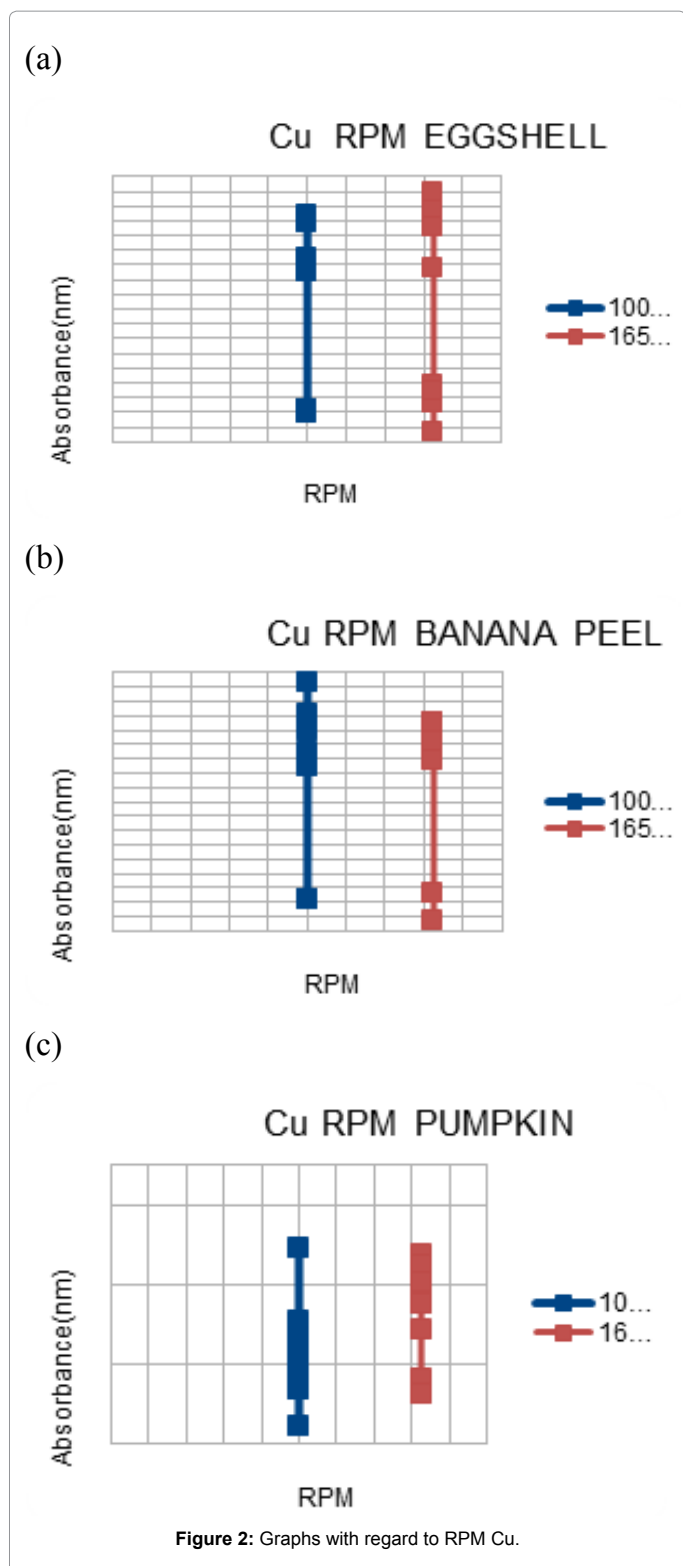 (a)
Cu RPM EGGSHELL
Absorbance(nm)
100...
165...
RPM
(b)
Cu RPM BANANA PEEL
Absorbance(nm)
100...
165...
RPM
(c)
Cu RPM PUMPKIN
Absorbance(nm)
10...
16...
RPM
Figure 2: Graphs with regard to RPM Cu.